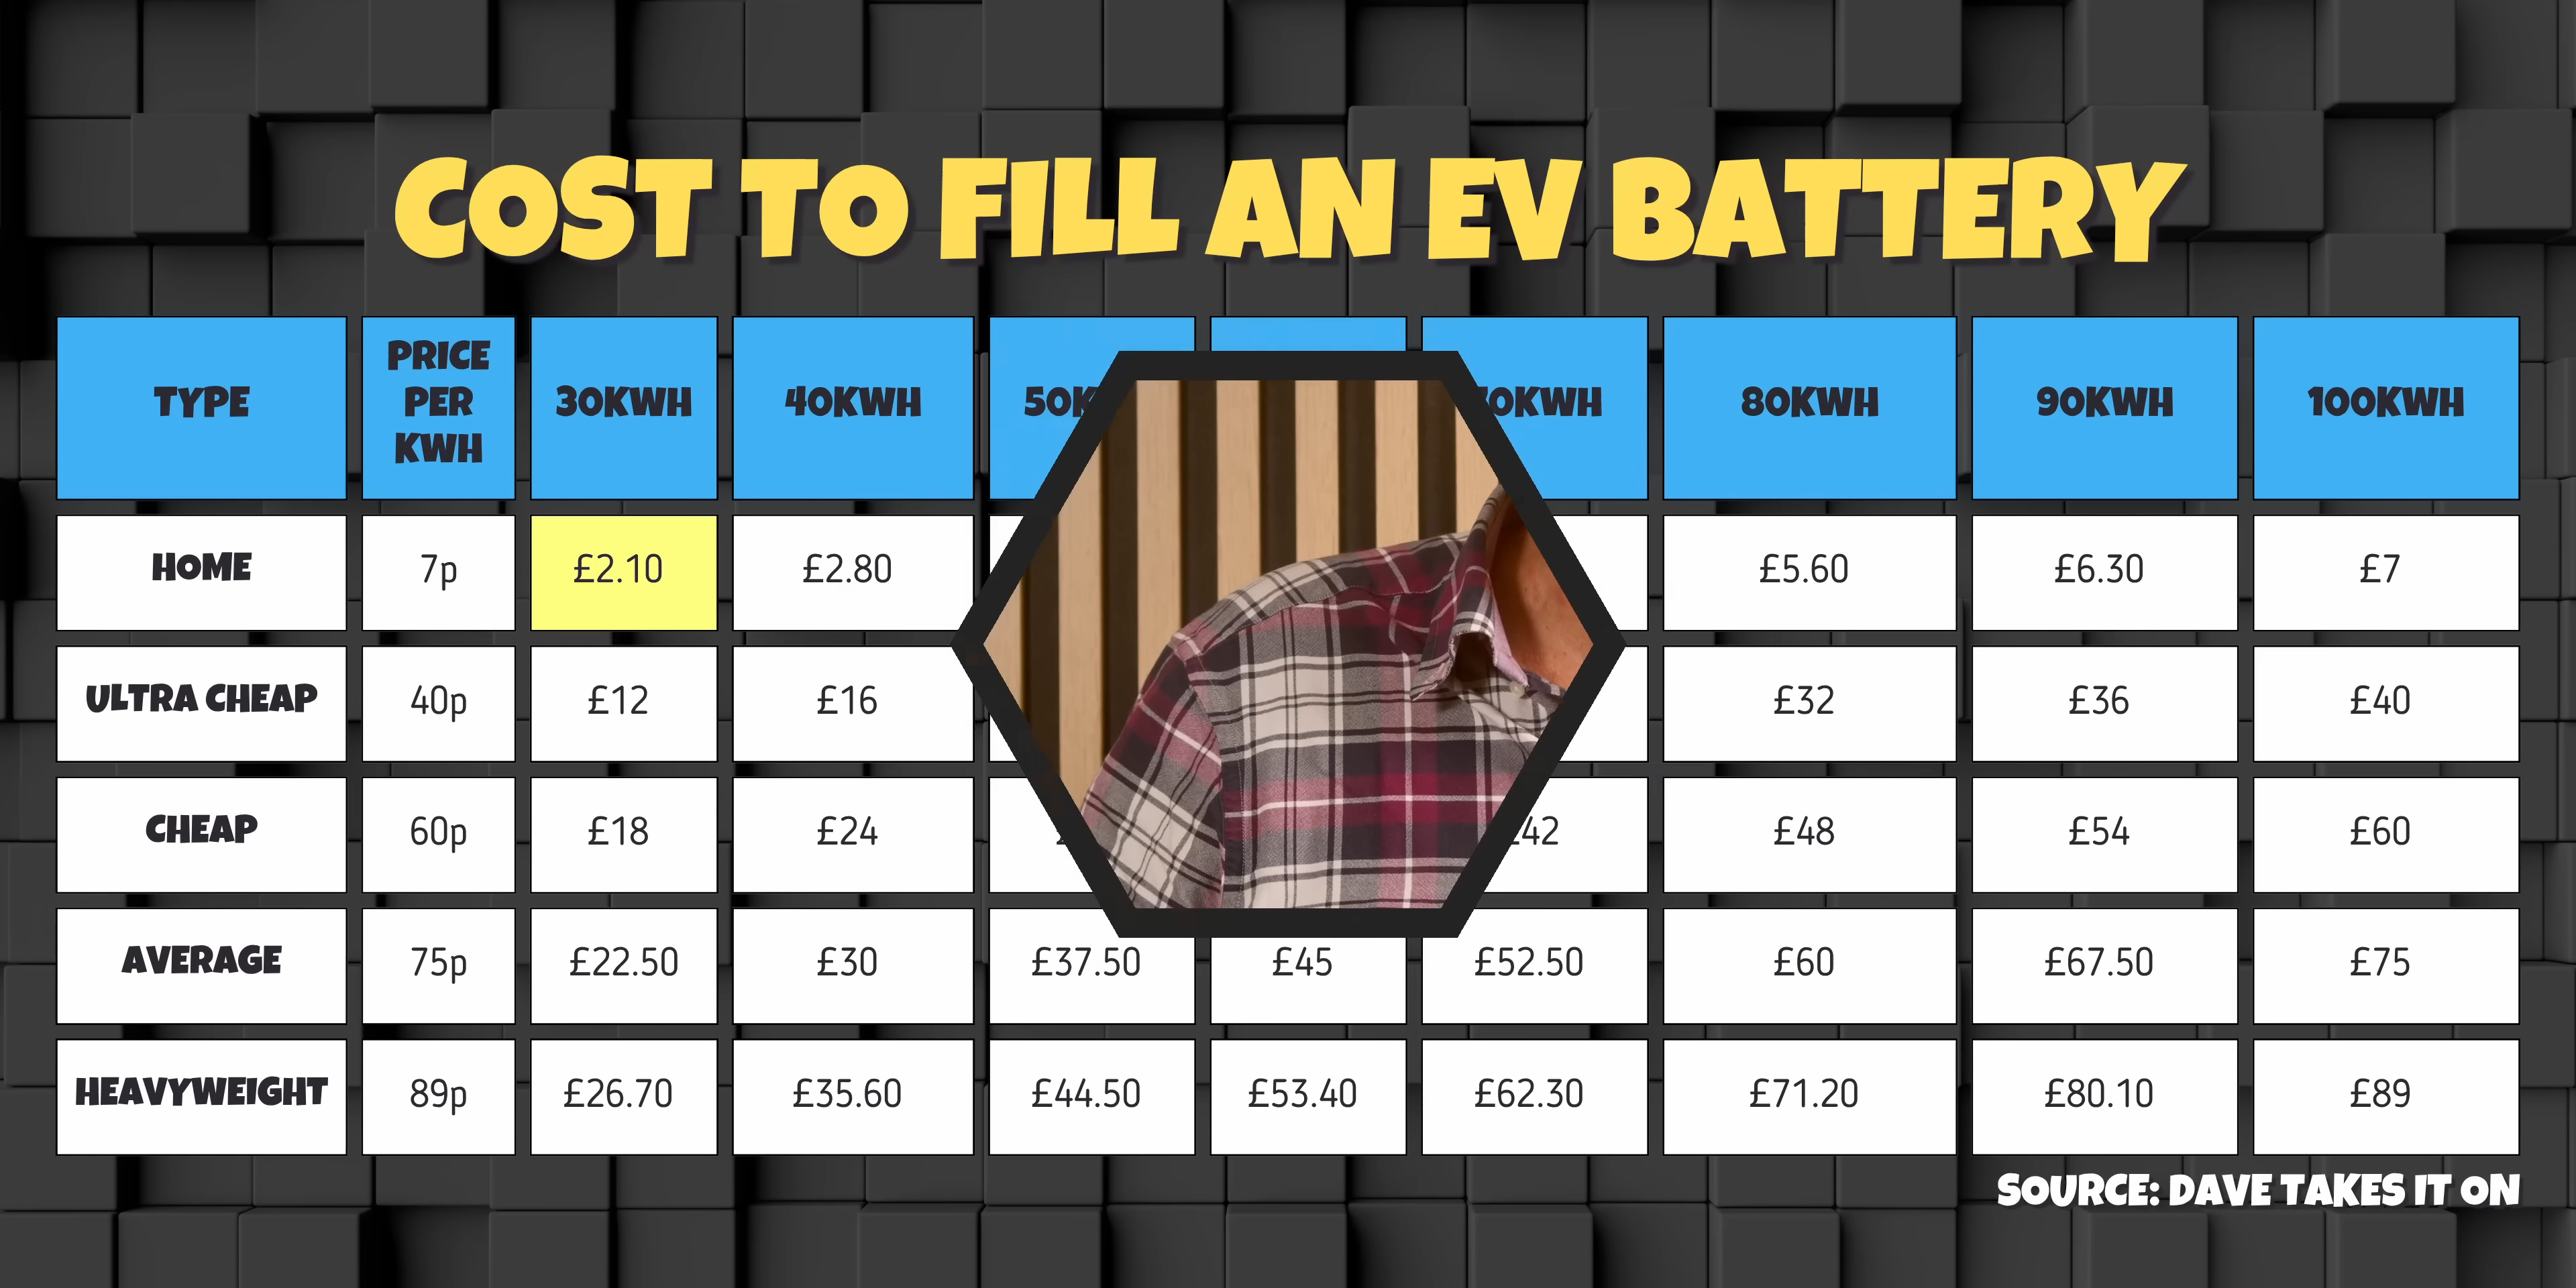 COST TO FILL AN EV BATTERY
TYPE PRICE PER KWH 30KWH 40KWH 80KWH 90KWH 100KWH
HOME 7p £2.10 £2.80 £5.60 £6.30 £7
ULTRA CHEAP 40p £12 £16 £32 £36 £40
CHEAP 60p £18 £24 £42 £48 £54 £60
AVERAGE 75p £22.50 £30 £37.50 £45 £52.50 £60 £67.50 £75
HEAVYWEIGHT 89p £26.70 £35.60 £44.50 £53.40 £62.30 £71.20 £80.10 £89
SOURCE: DAVE TAKES IT ON